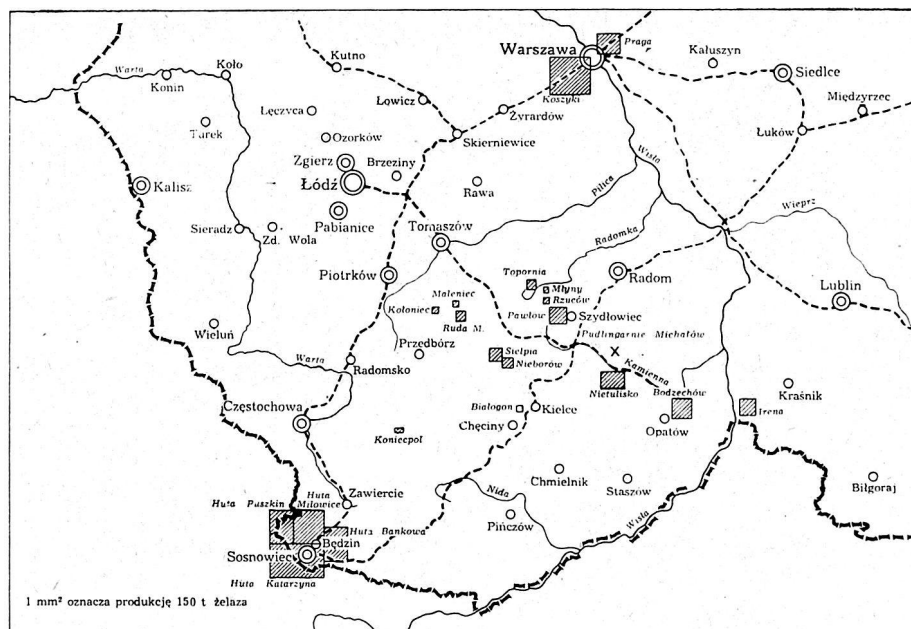 Warszawa
Praga
Kałuszyn
Siedlce
Koszyki
Międzyrzec
Łuków
Kutno
Koło
Warta
Konin
Łęczyca
Łowicz
Żyrardów
Turek
Ozorków
Skierniewice
Zgierz
Brzeziny
Łódź
Wisła
Kalisz
Rawa
Pilica
Wieprz
Pabianice
Sieradz
Zd. Wola
Tomaszów
Radomka
Piotrków
Topornia
Radom
Młyny
Rzuców
Lublin
Maleniec
Kołoniec
Ruda M.
Pawłów
Szydłowiec
Wieluń
Przedbórz
Pudlingarnie Michałów
Warta
Radomsko
Sielpia
Nieborów
Kamienna
Nietulisko
Bodzechów
Kraśnik
Irena
Częstochowa
Białogon
Kielce
Chęciny
Opatów
Koniecpol
Chmielnik
Staszów
Biłgoraj
Zawiercie
Nida
Pińczów
Wisła
Huta Puszkin
Huta Milowice
Huta Bankowa
Będzin
Sosnowiec
Huta Katarzyna
1 mm² oznacza produkcję 150 t żelaza